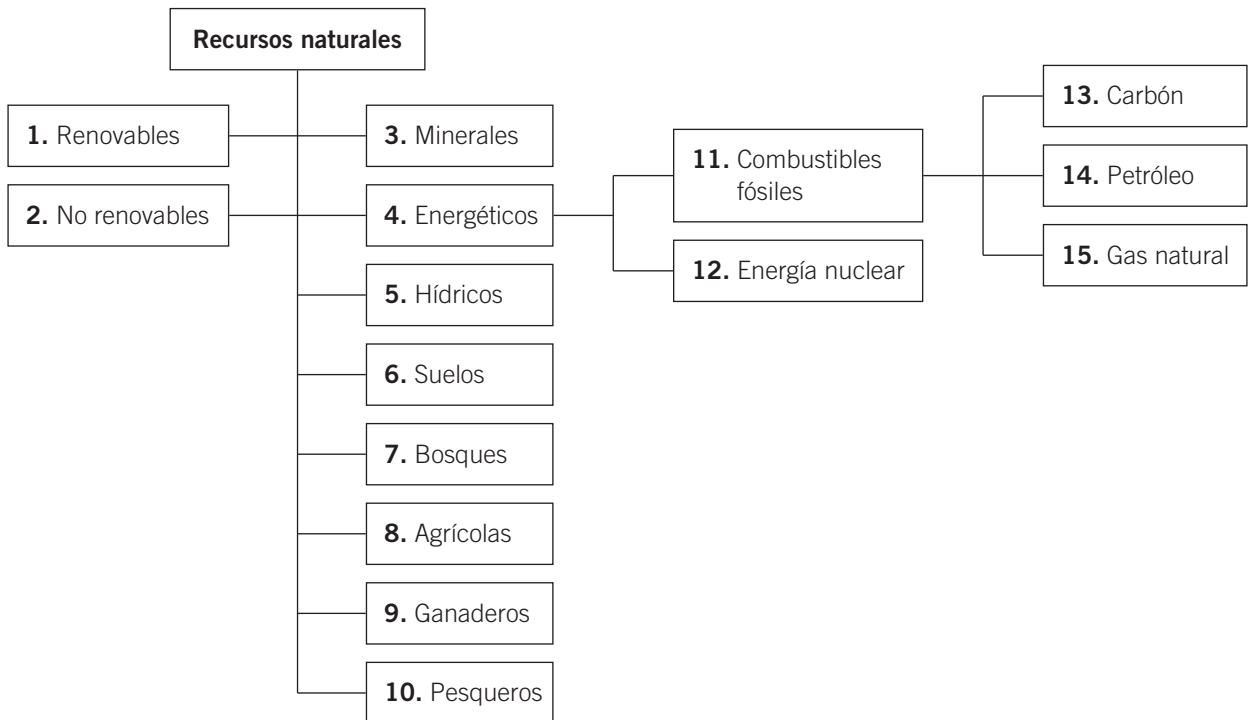 Recursos naturales
1. Renovables
2. No renovables
3. Minerales
4. Energéticos
5. Hídricos
6. Suelos
7. Bosques
8. Agrícolas
9. Ganaderos
10. Pesqueros
11. Combustibles
fósiles
12. Energía nuclear
13. Carbón
14. Petróleo
15. Gas natural